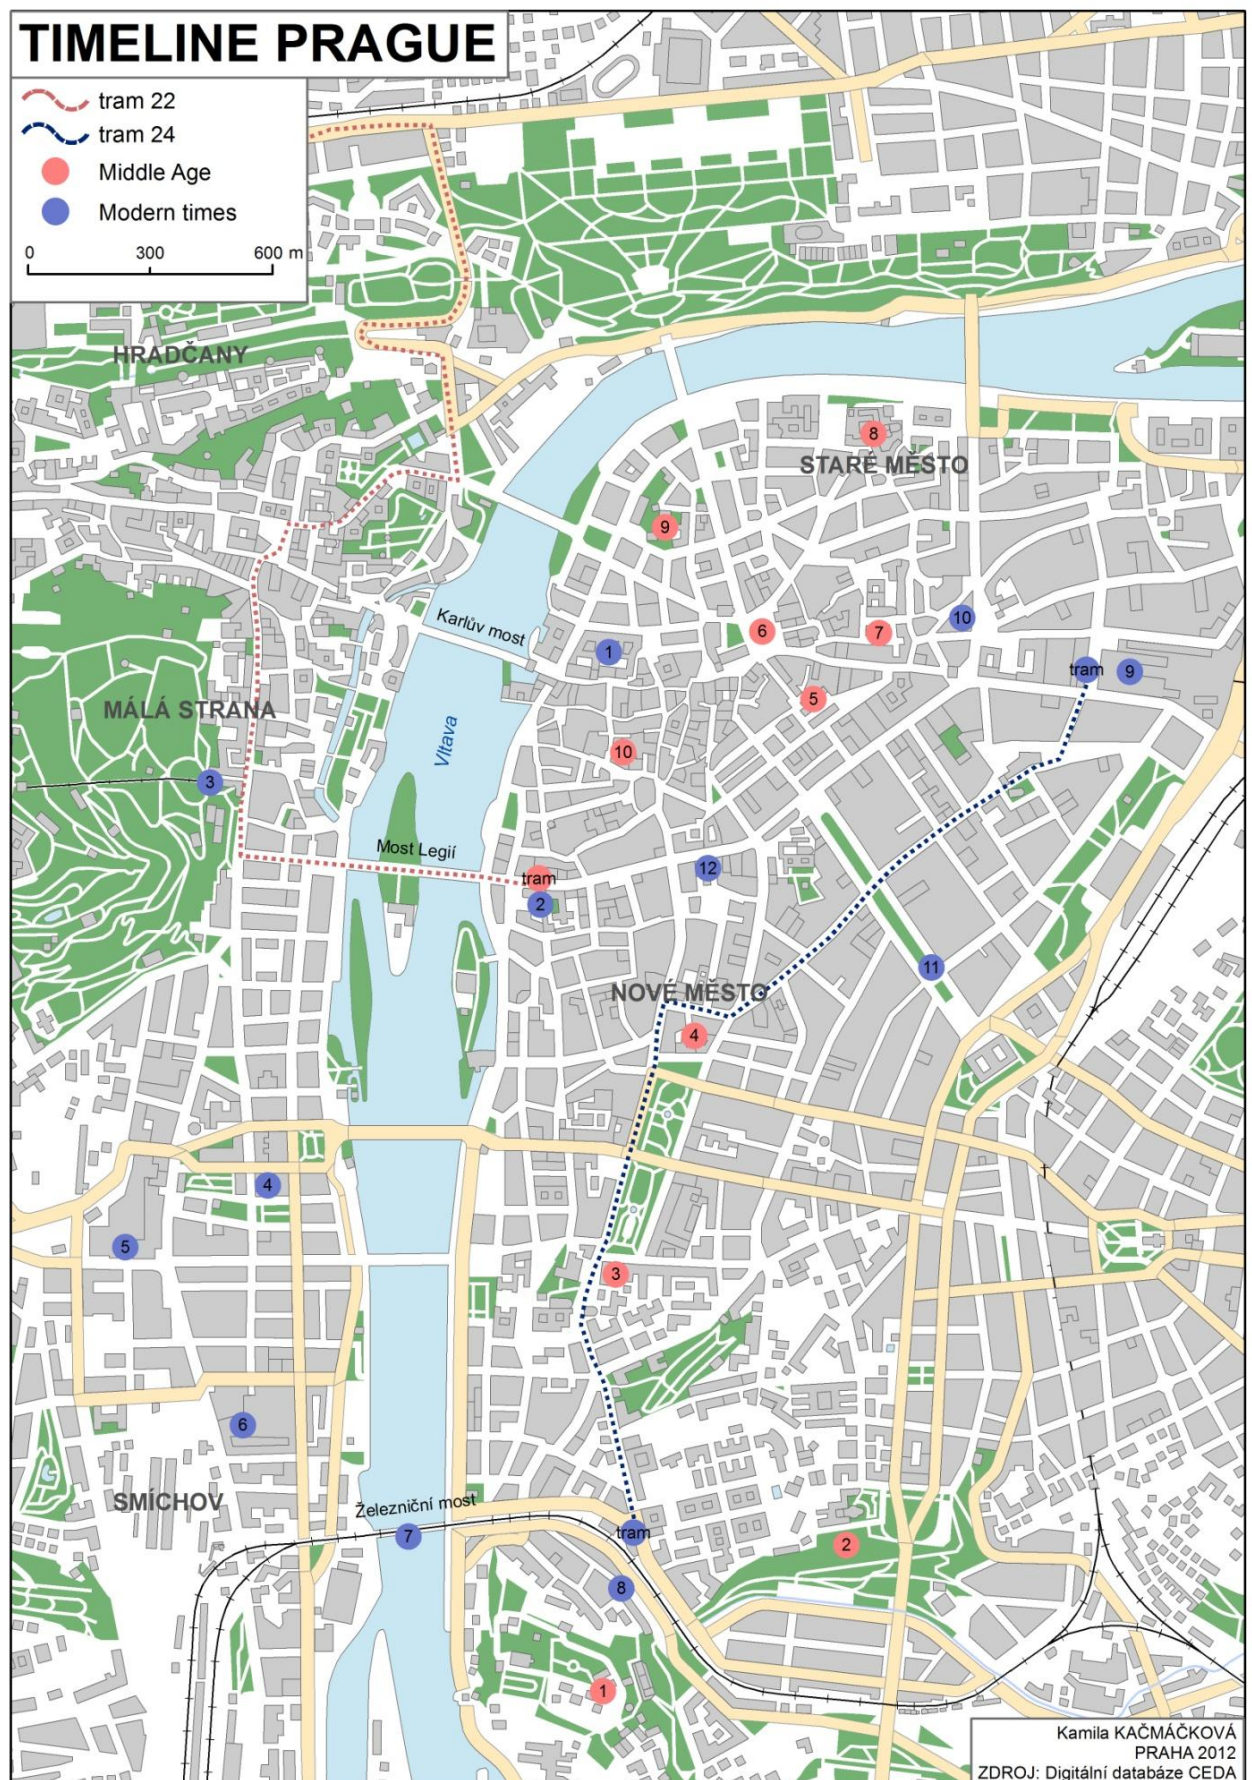 TIMELINE PRAGUE
tram 22
tram 24
Middle Age
Modern times
0 300 600 m
HRADČANY
8
STARÉ MĚSTO
9
Karlův most
1
6
7
10
tram
9
5
MÁLÁ STRANA
Vltava
10
3
Most Legií
tram
2
12
11
NOVÉ MĚSTO
4
4
5
3
6
SMÍCHOV
Železniční most
7
tram
2
8
1
Kamila KAČMÁČKOVÁ
PRAHA 2012
ZDROJ: Digitální databáze CEDA